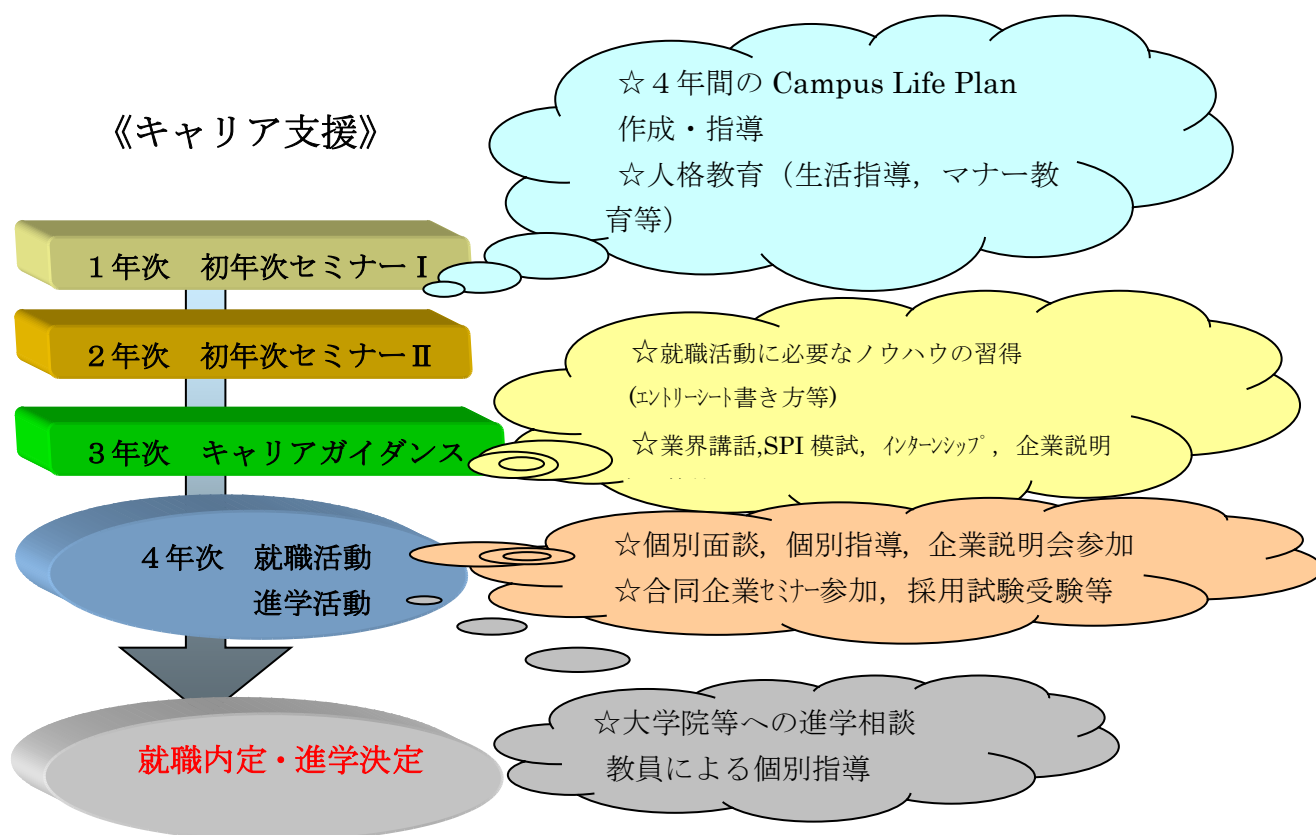 《キャリア支援》
☆４年間の Campus Life Plan
作成・指導
☆人格教育（生活指導，マナー教
育等）
１年次　初年次セミナーⅠ
２年次　初年次セミナーⅡ
３年次　キャリアガイダンス
☆就職活動に必要なノウハウの習得
(ｴﾝﾄﾘｰｼｰﾄ書き方等)
☆業界講話,SPI 模試，ｲﾝﾀｰﾝｼｯﾌﾟ，企業説明
４年次　就職活動
進学活動
☆個別面談，個別指導，企業説明会参加
☆合同企業ｾﾐﾅｰ参加，採用試験受験等
☆大学院等への進学相談
教員による個別指導
就職内定・進学決定